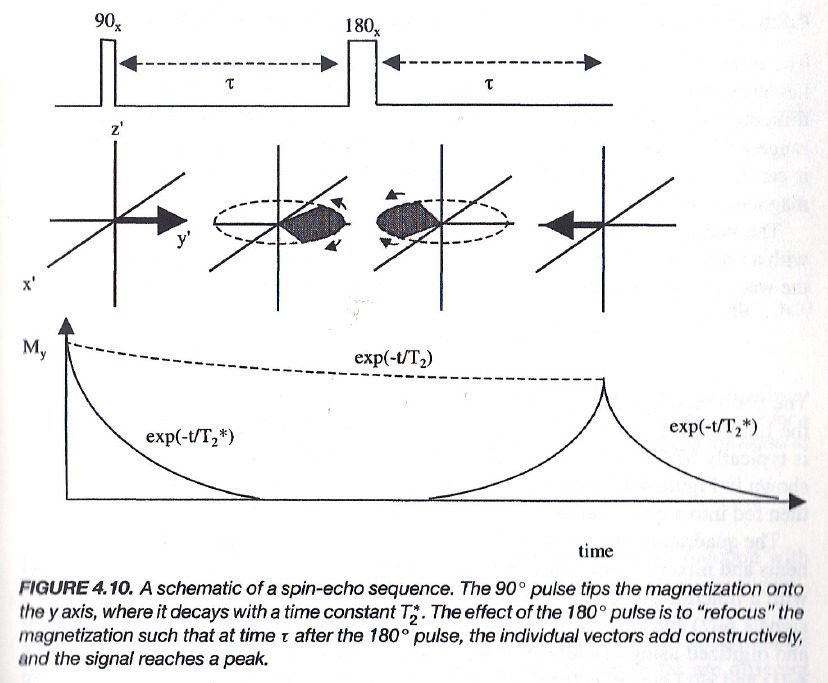 90x
180x
τ
τ
z'
y'
x'
My
exp(-t/T2)
exp(-t/T2*)
exp(-t/T2*)
time
FIGURE 4.10. A schematic of a spin-echo sequence. The 90° pulse tips the magnetization onto
the y axis, where it decays with a time constant T2*. The effect of the 180° pulse is to "refocus" the
magnetization such that at time τ after the 180° pulse, the individual vectors add constructively,
and the signal reaches a peak.